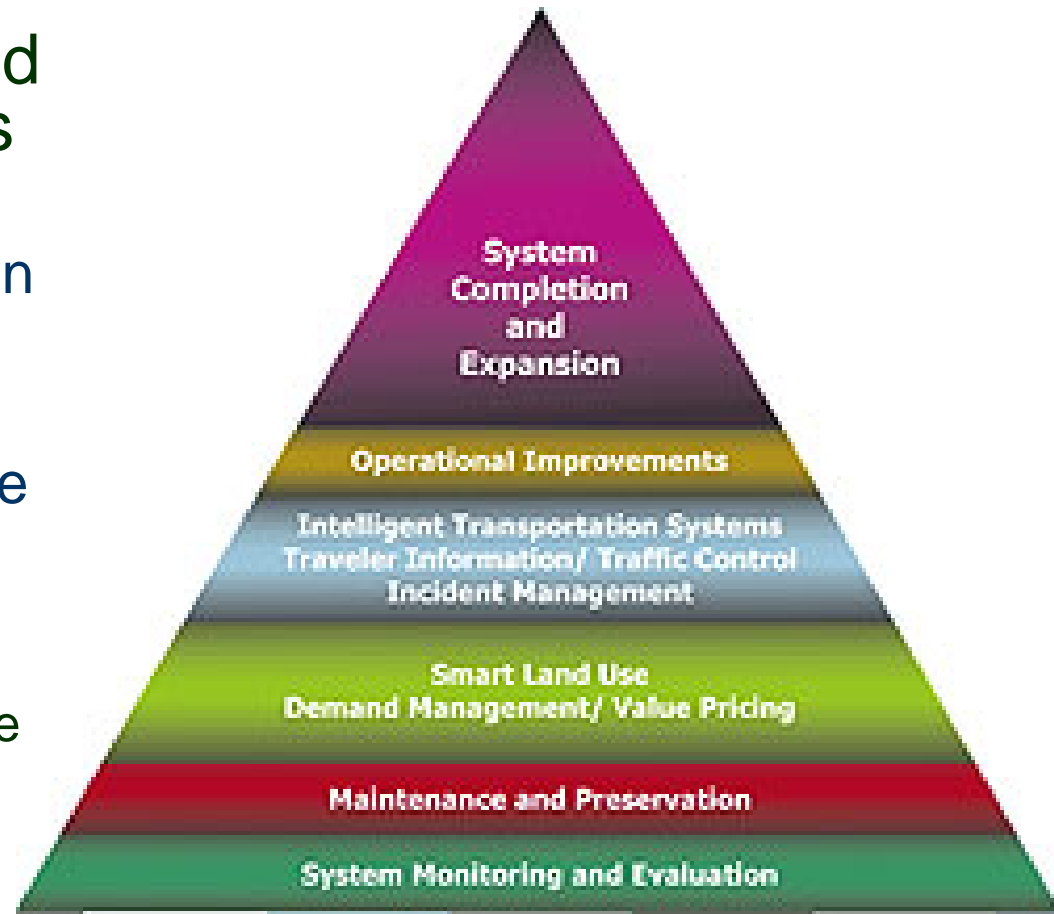 d
s
n
e
e
System
Completion
and
Expansion
Operational Improvements
Intelligent Transportation Systems
Traveler Information/ Traffic Control
Incident Management
Smart Land Use
Demand Management/ Value Pricing
Maintenance and Preservation
System Monitoring and Evaluation